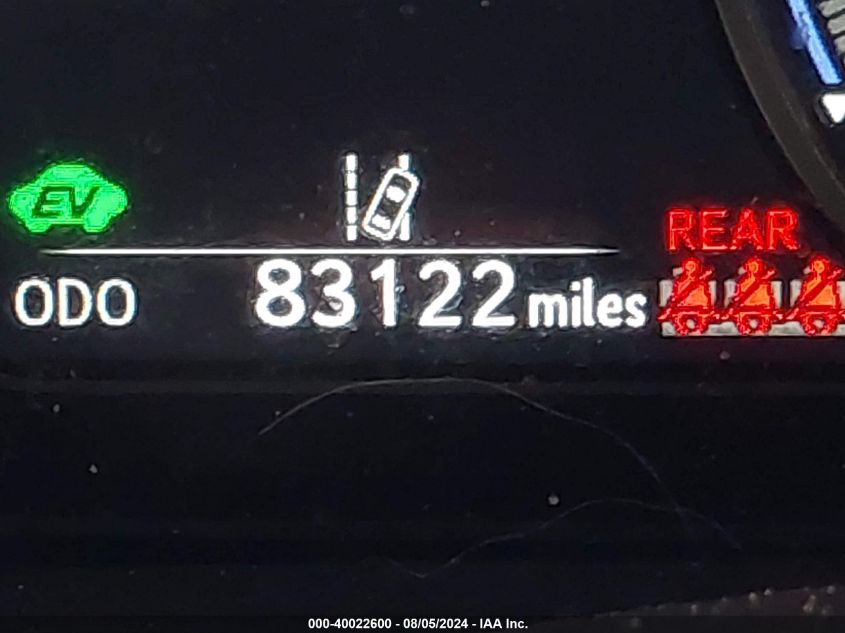 EV
REAR
ODO 83122 miles
000-40022600 - 08/05/2024 - IAA Inc.